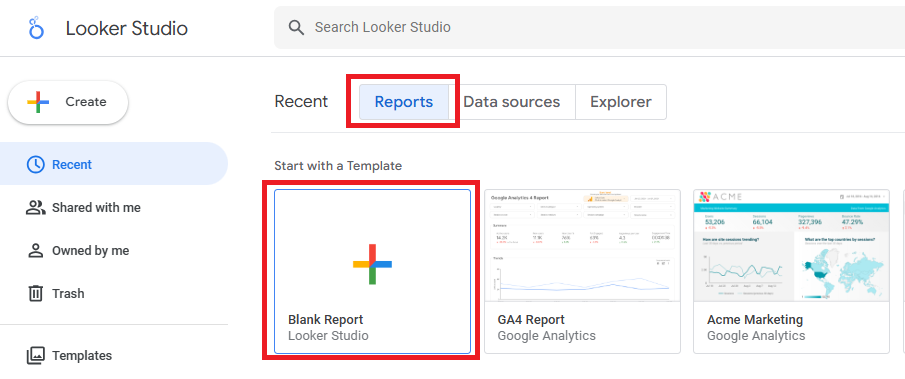 Looker Studio
Search Looker Studio
Create
Recent
Shared with me
Owned by me
Trash
Templates
Recent
Reports
Data sources
Explorer
Start with a Template
Blank Report
Looker Studio
Google Analytics 4 Report
GA4 Report
Google Analytics
ACME
53,206
66,104
327,396
47.29%
How are site sessions trending?
What are the top countries by sessions?
Acme Marketing
Google Analytics